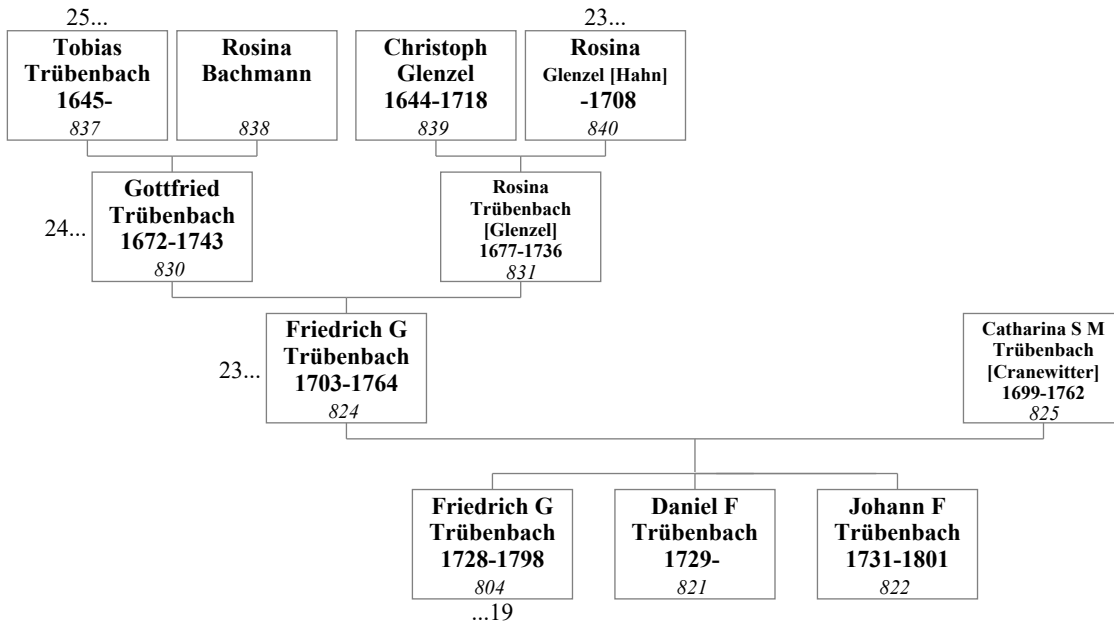 25...
23...
Tobias
Trübenbach
1645-
837
Rosina
Bachmann
838
Christoph
Glenzel
1644-1718
839
Rosina
Glenzel [Hahn]
-1708
840
24...
Gottfried
Trübenbach
1672-1743
830
Rosina
Trübenbach
[Glenzel]
1677-1736
831
23...
Friedrich G
Trübenbach
1703-1764
824
Catharina S M
Trübenbach
[Cranewitter]
1699-1762
825
Friedrich G
Trübenbach
1728-1798
804
Daniel F
Trübenbach
1729-
821
Johann F
Trübenbach
1731-1801
822
...19